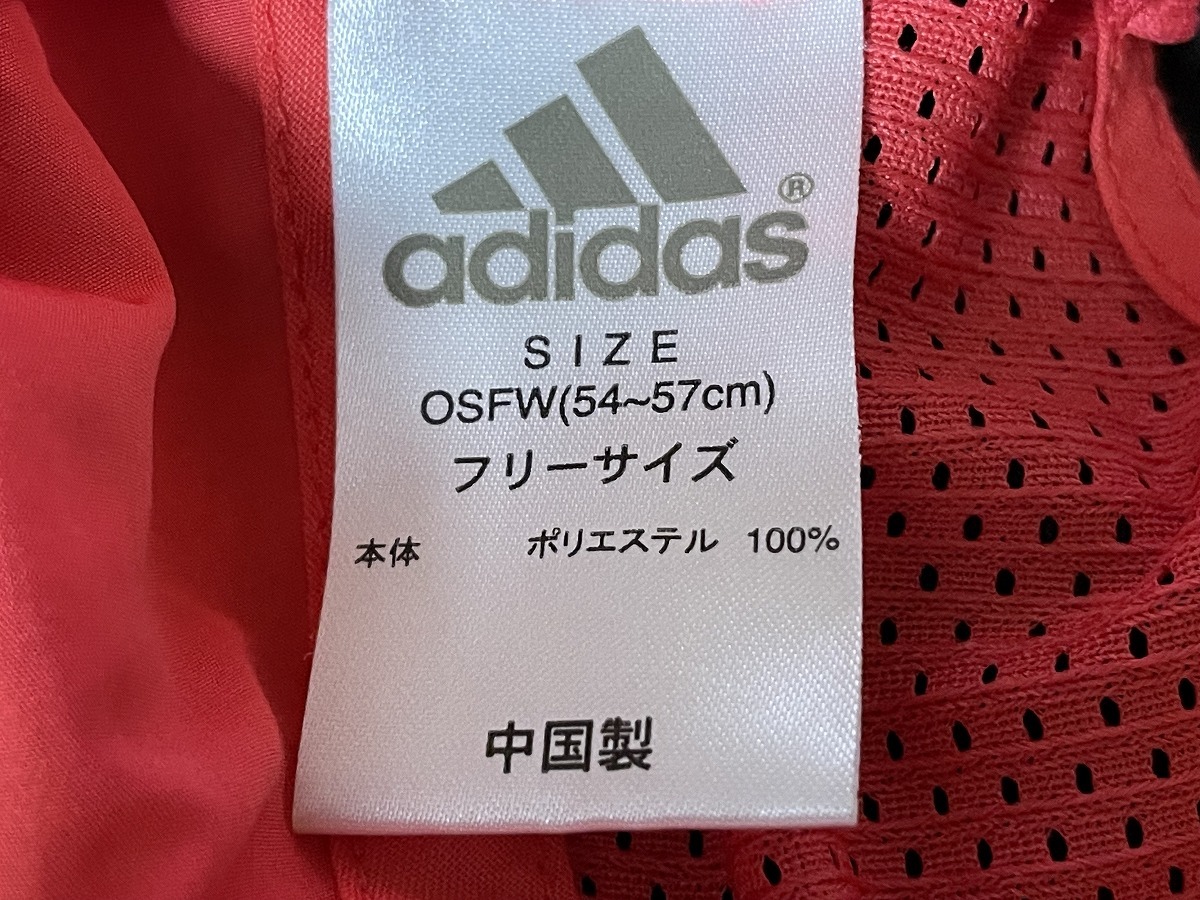 adidas®
SIZE
OSFW(54~57cm)
フリーサイズ
本体 ポリエステル 100%
中国製